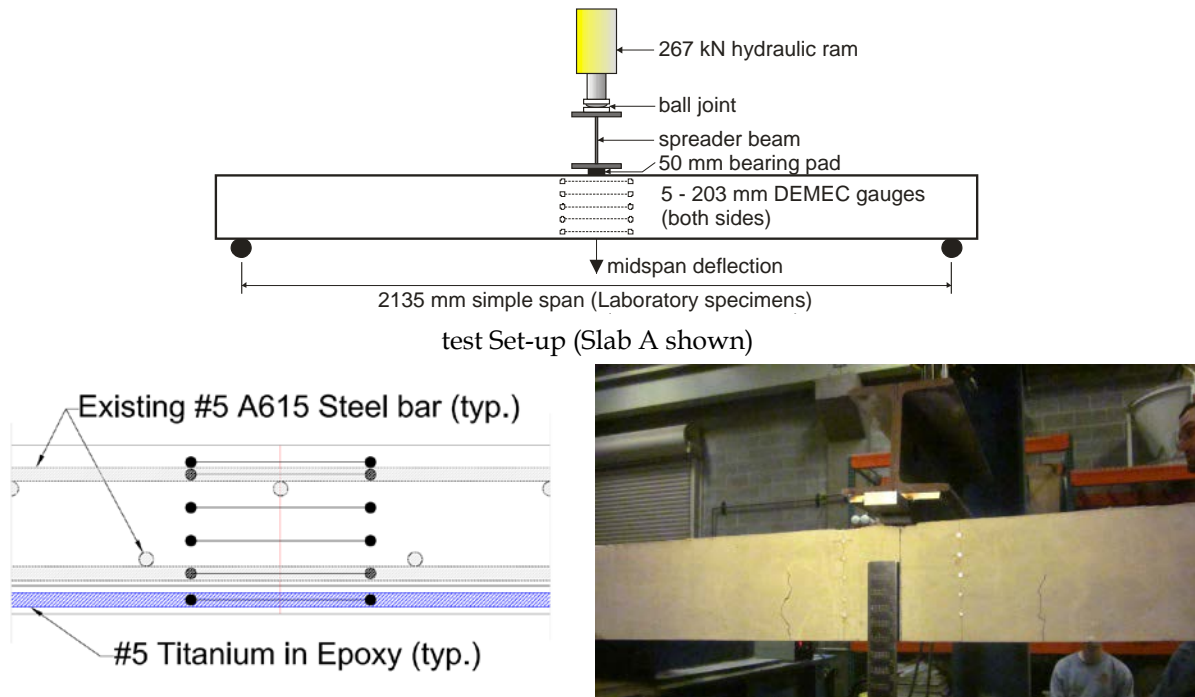 267 kN hydraulic ram
ball joint
spreader beam
50 mm bearing pad
5 - 203 mm DEMEC gauges
(both sides)
midspan deflection
2135 mm simple span (Laboratory specimens)
test Set-up (Slab A shown)
Existing #5 A615 Steel bar (typ.)
#5 Titanium in Epoxy (typ.)